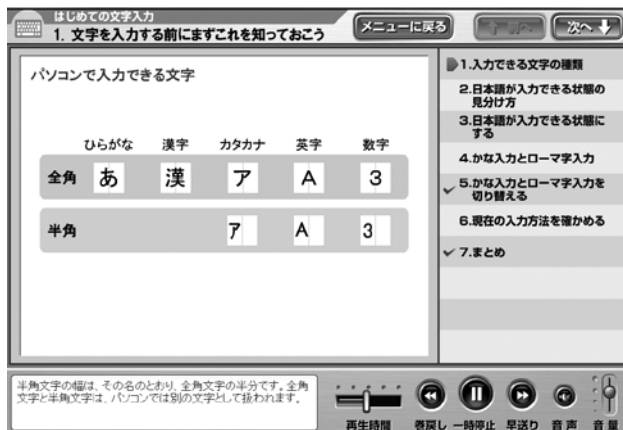 はじめての文字入力
1. 文字を入力する前にまずこれを知っておこう
メニューに戻る
次へ
パソコンで入力できる文字
ひらがな 漢字 カタカナ 英字 数字
全角 あ 漢 ア A 3
半角 ｱ A 3
1.入力できる文字の種類
2.日本語が入力できる状態の
見分け方
3.日本語が入力できる状態に
する
4.かな入力とローマ字入力
5.かな入力とローマ字入力を
切り替える
6.現在の入力方法を確かめる
7.まとめ
半角文字の幅は、その名のとおり、全角文字の半分です。全角
文字と半角文字は、パソコンでは別の文字として扱われます。
再生時間 巻戻し 一時停止 早送り 音声 音量